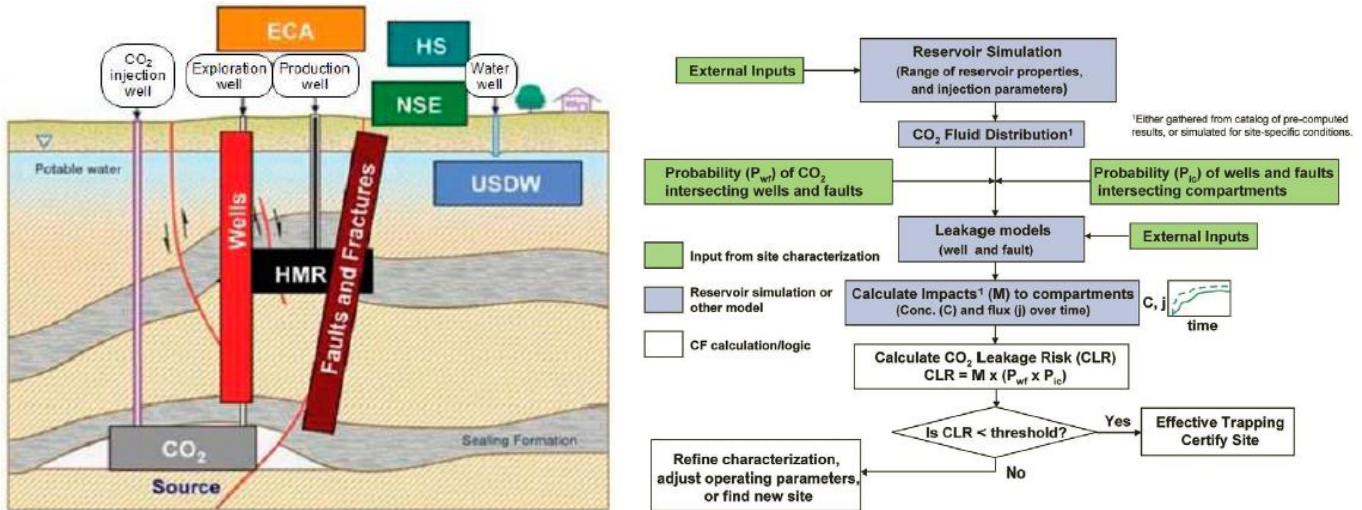 ECA
HS
CO₂
injection
well
Exploration
well
Production
well
Water
well
NSE
Potable water
USDW
Wells
HMR
Faults and Fractures
CO₂
Sealing Formation
Source
Reservoir Simulation
(Range of reservoir properties,
and injection parameters)
External Inputs
¹Either gathered from catalog of pre-computed
results, or simulated for site-specific conditions.
CO₂ Fluid Distribution¹
Probability (P_wf) of CO₂
intersecting wells and faults
Probability (P_ic) of wells and faults
intersecting compartments
Leakage models
(well and fault)
External Inputs
Input from site characterization
Reservoir simulation or
other model
CF calculation/logic
Calculate Impacts¹ (M) to compartments
(Conc. (C) and flux (j) over time)
C, j
time
Calculate CO₂ Leakage Risk (CLR)
CLR = M x (P_wf x P_ic)
Is CLR < threshold?
Yes
Effective Trapping
Certify Site
No
Refine characterization,
adjust operating parameters,
or find new site